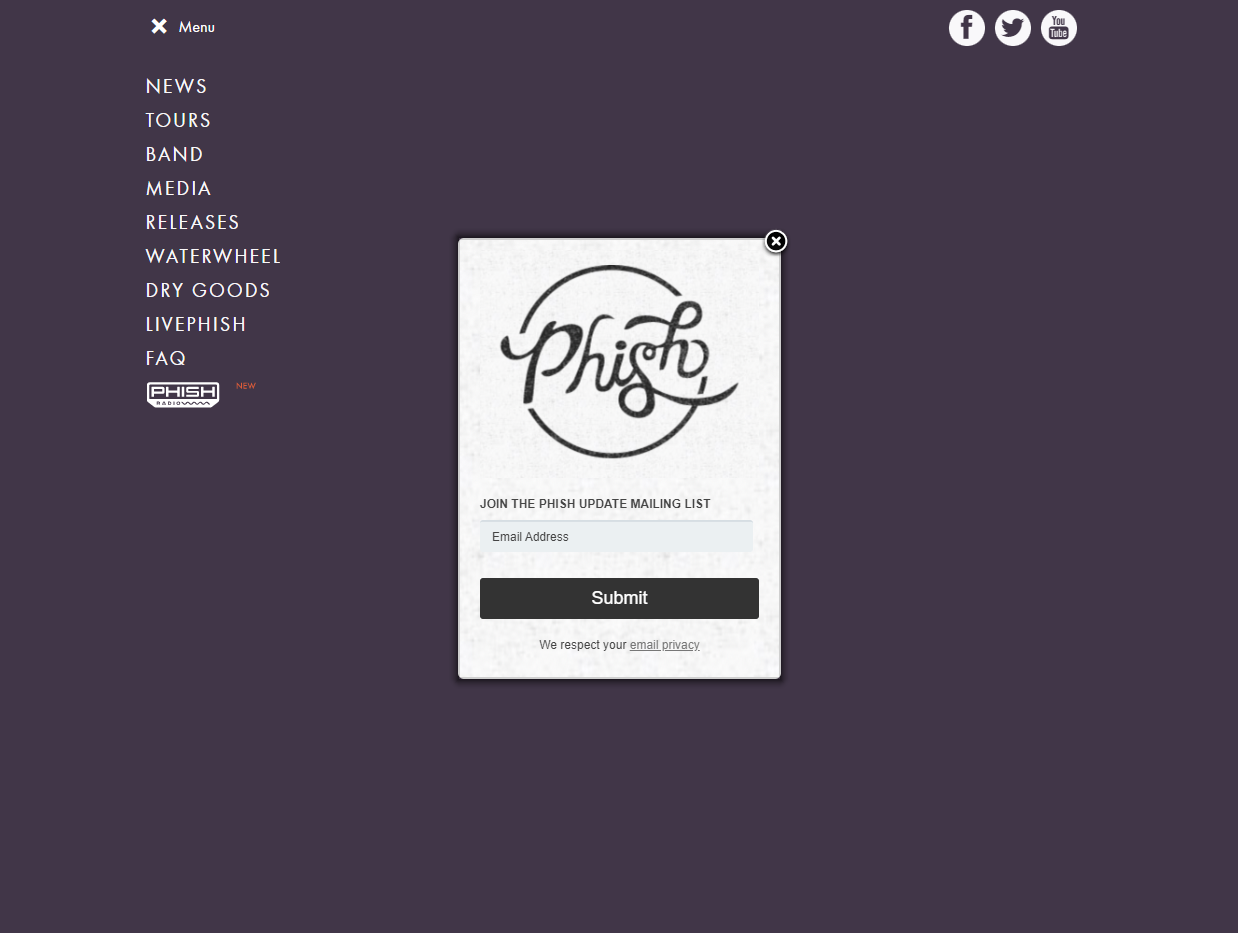 Menu
You
Tube
NEWS
TOURS
BAND
MEDIA
RELEASES
WATERWHEEL
DRY GOODS
LIVEPHISH
FAQ
PHISH
RADIO
NEW
Phish
JOIN THE PHISH UPDATE MAILING LIST
Email Address
Submit
We respect your email privacy